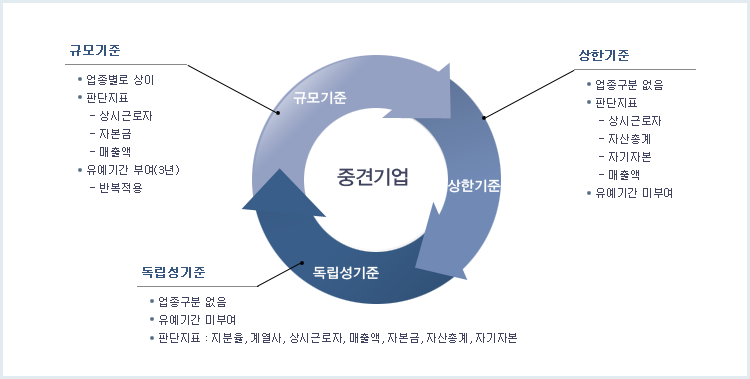 규모기준
• 업종별로 상이
• 판단지표
- 상시근로자
- 자본금
- 매출액
• 유예기간 부여(3년)
- 반복적용
상한기준
• 업종구분 없음
• 판단지표
- 상시근로자
- 자산총계
- 자기자본
- 매출액
• 유예기간 미부여
규모기준
중견기업
상한기준
독립성기준
독립성기준
• 업종구분 없음
• 유예기간 미부여
• 판단지표 : 지분율, 계열사, 상시근로자, 매출액, 자본금, 자산총계, 자기자본